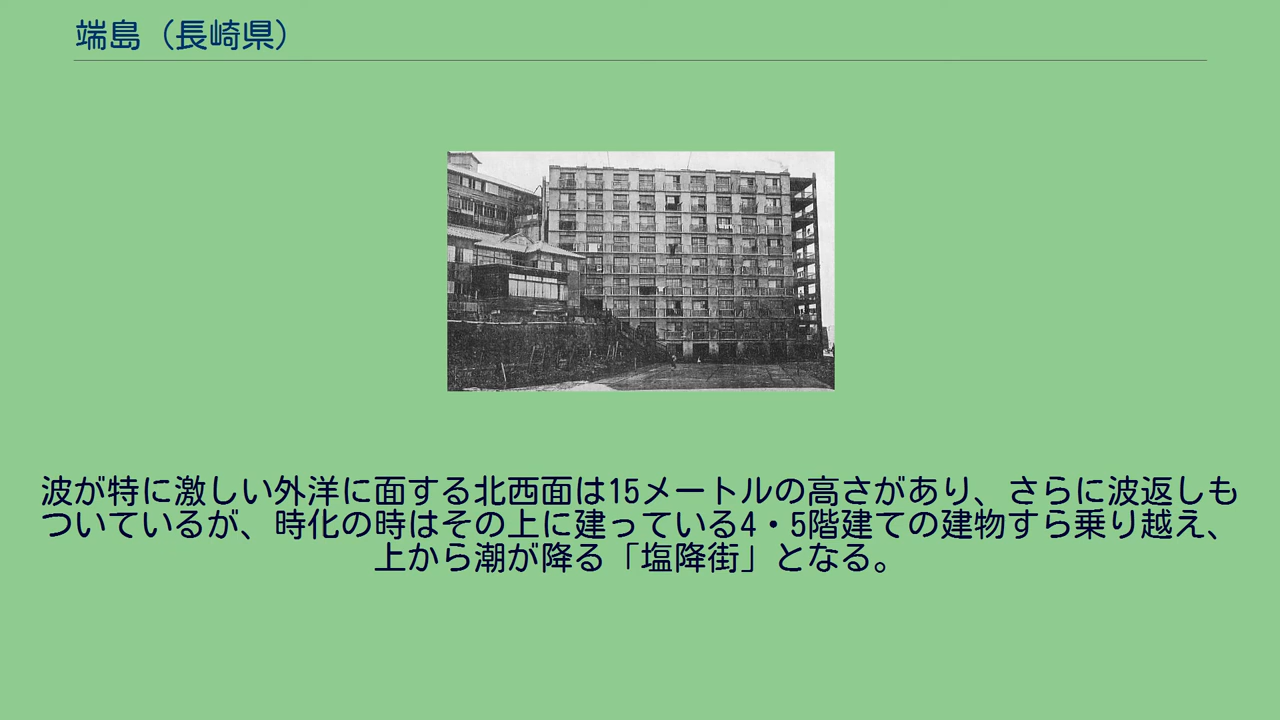 端島（長崎県）
波が特に激しい外洋に面する北西面は15メートルの高さがあり、さらに波返しも
ついているが、時化の時はその上に建っている4・5階建ての建物すら乗り越え、
上から潮が降る「塩降街」となる。